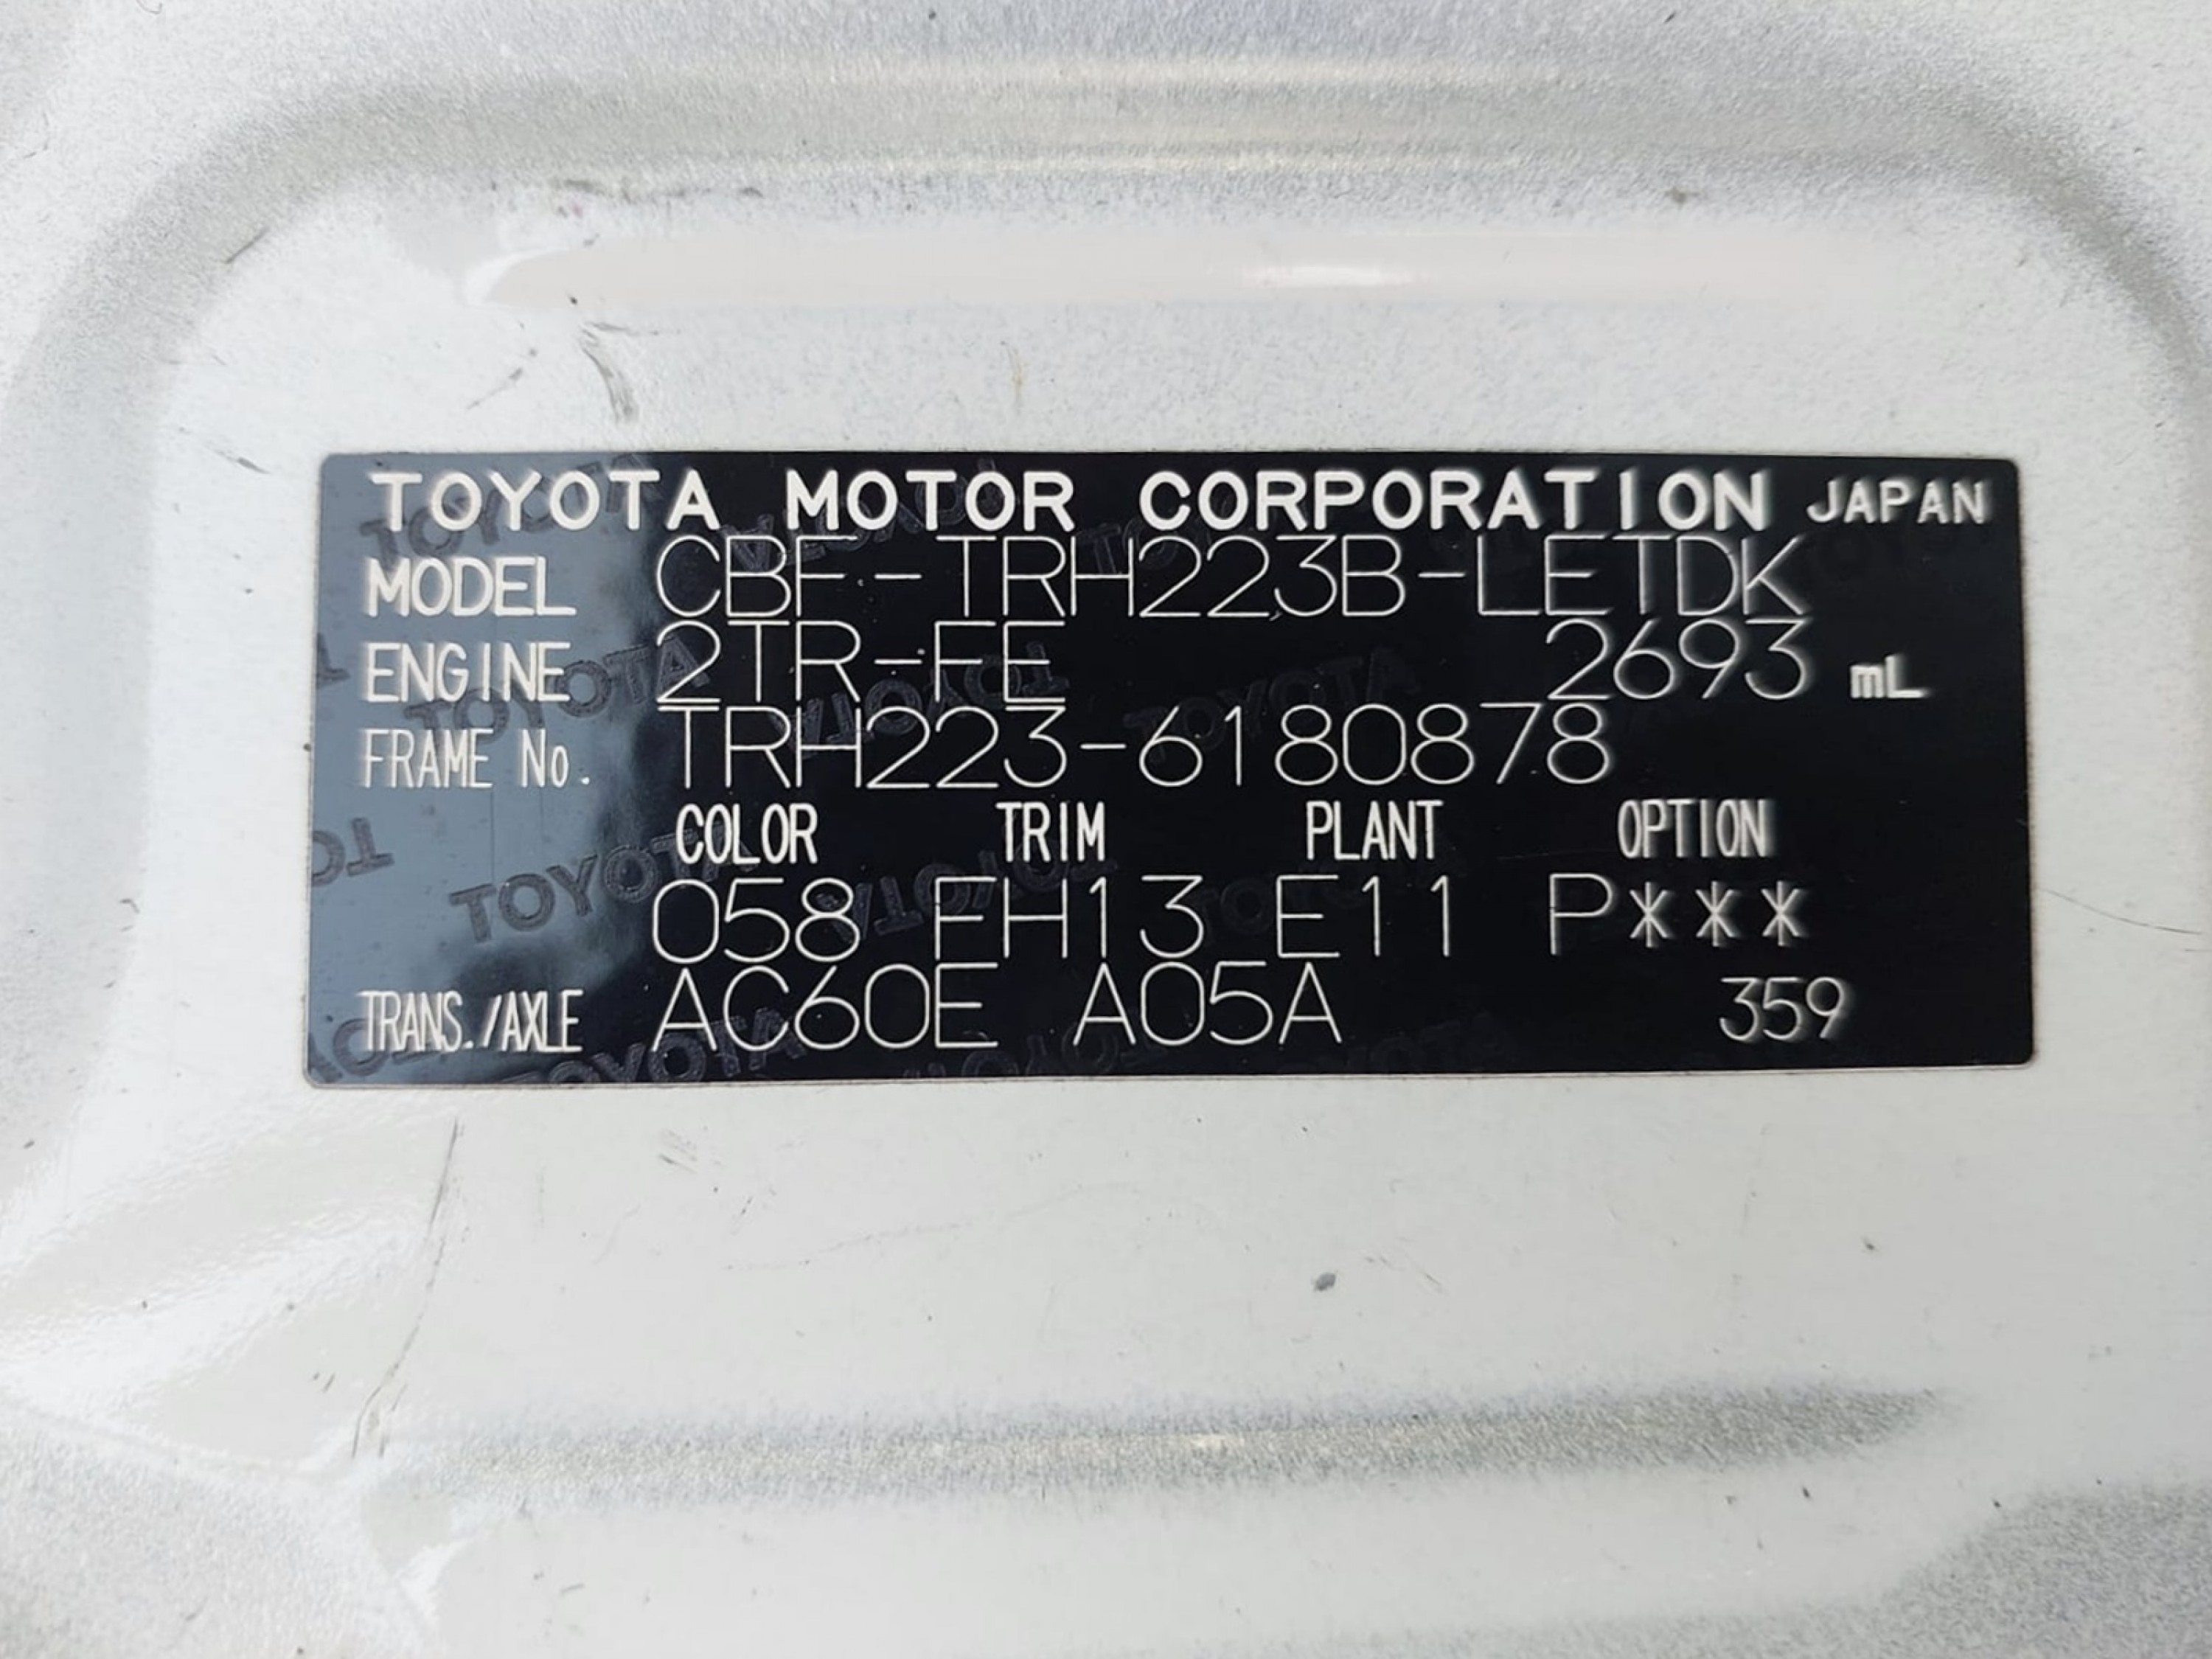 TOYOTA MOTOR CORPORATION JAPAN
MODEL CBF-TRH223B-LETDK
ENGINE 2TR-FE 2693 mL
FRAME No. TRH223-6180878
COLOR TRIM PLANT OPTION
058 FH13 E11 P***
TRANS./AXLE AC60E A05A 359